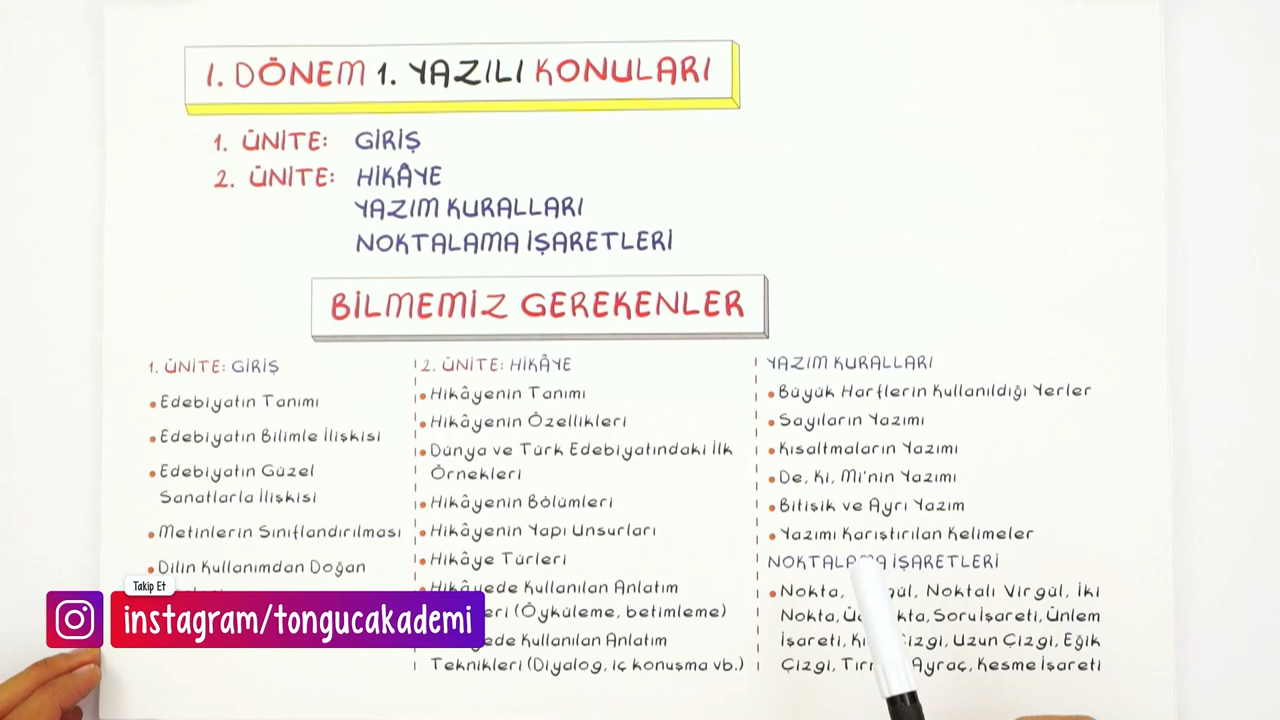 1. DÖNEM 1. YAZILI KONULARI
1. ÜNİTE: GİRİŞ
2. ÜNİTE: HİKÂYE
YAZIM KURALLARI
NOKTALAMA İŞARETLERİ
BİLMEMİZ GEREKENLER
1. ÜNİTE: GİRİŞ
• Edebiyatın Tanımı
• Edebiyatın Bilimle İlişkisi
• Edebiyatın Güzel
Sanatlarla İlişkisi
• Metinlerin Sınıflandırılması
• Dilin Kullanımdan Doğan
2. ÜNİTE: HİKÂYE
• Hikâyenin Tanımı
• Hikâyenin Özellikleri
• Dünya ve Türk Edebiyatındaki İlk
Örnekleri
• Hikâyenin Bölümleri
• Hikâyenin Yapı Unsurları
• Hikâye Türleri
Hikâyede Kullanılan Anlatım
(Öyküleme, betimleme)
Kullanılan Anlatım
Teknikleri (Diyalog, iç konuşma vb.)
YAZIM KURALLARI
• Büyük Harflerin Kullanıldığı Yerler
• Sayıların Yazımı
• Kısaltmaların Yazımı
• De, Ki, Mi'nin Yazımı
• Bitişik ve Ayrı Yazım
• Yazımı Karıştırılan Kelimeler
NOKTALAMA İŞARETLERİ
• Nokta, Noktalı Virgül, İki
Nokta, Soru İşareti, Ünlem
İşareti, Çizgi, Uzun Çizgi, Eğik
Çizgi, Ayraç, Kesme İşareti
Takip Et
instagram/tongucakademi